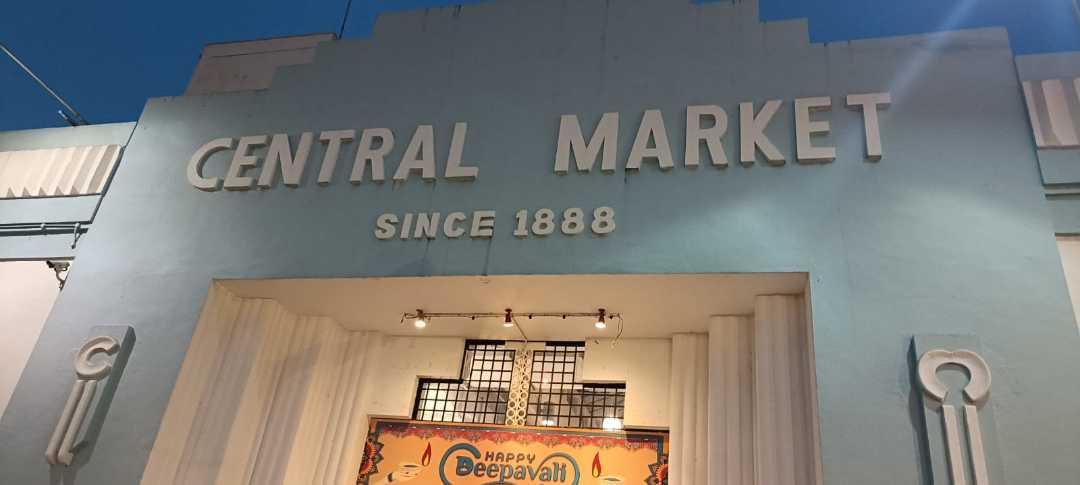 CENTRAL MARKET
SINCE 1888
HAPPY
Deepavali